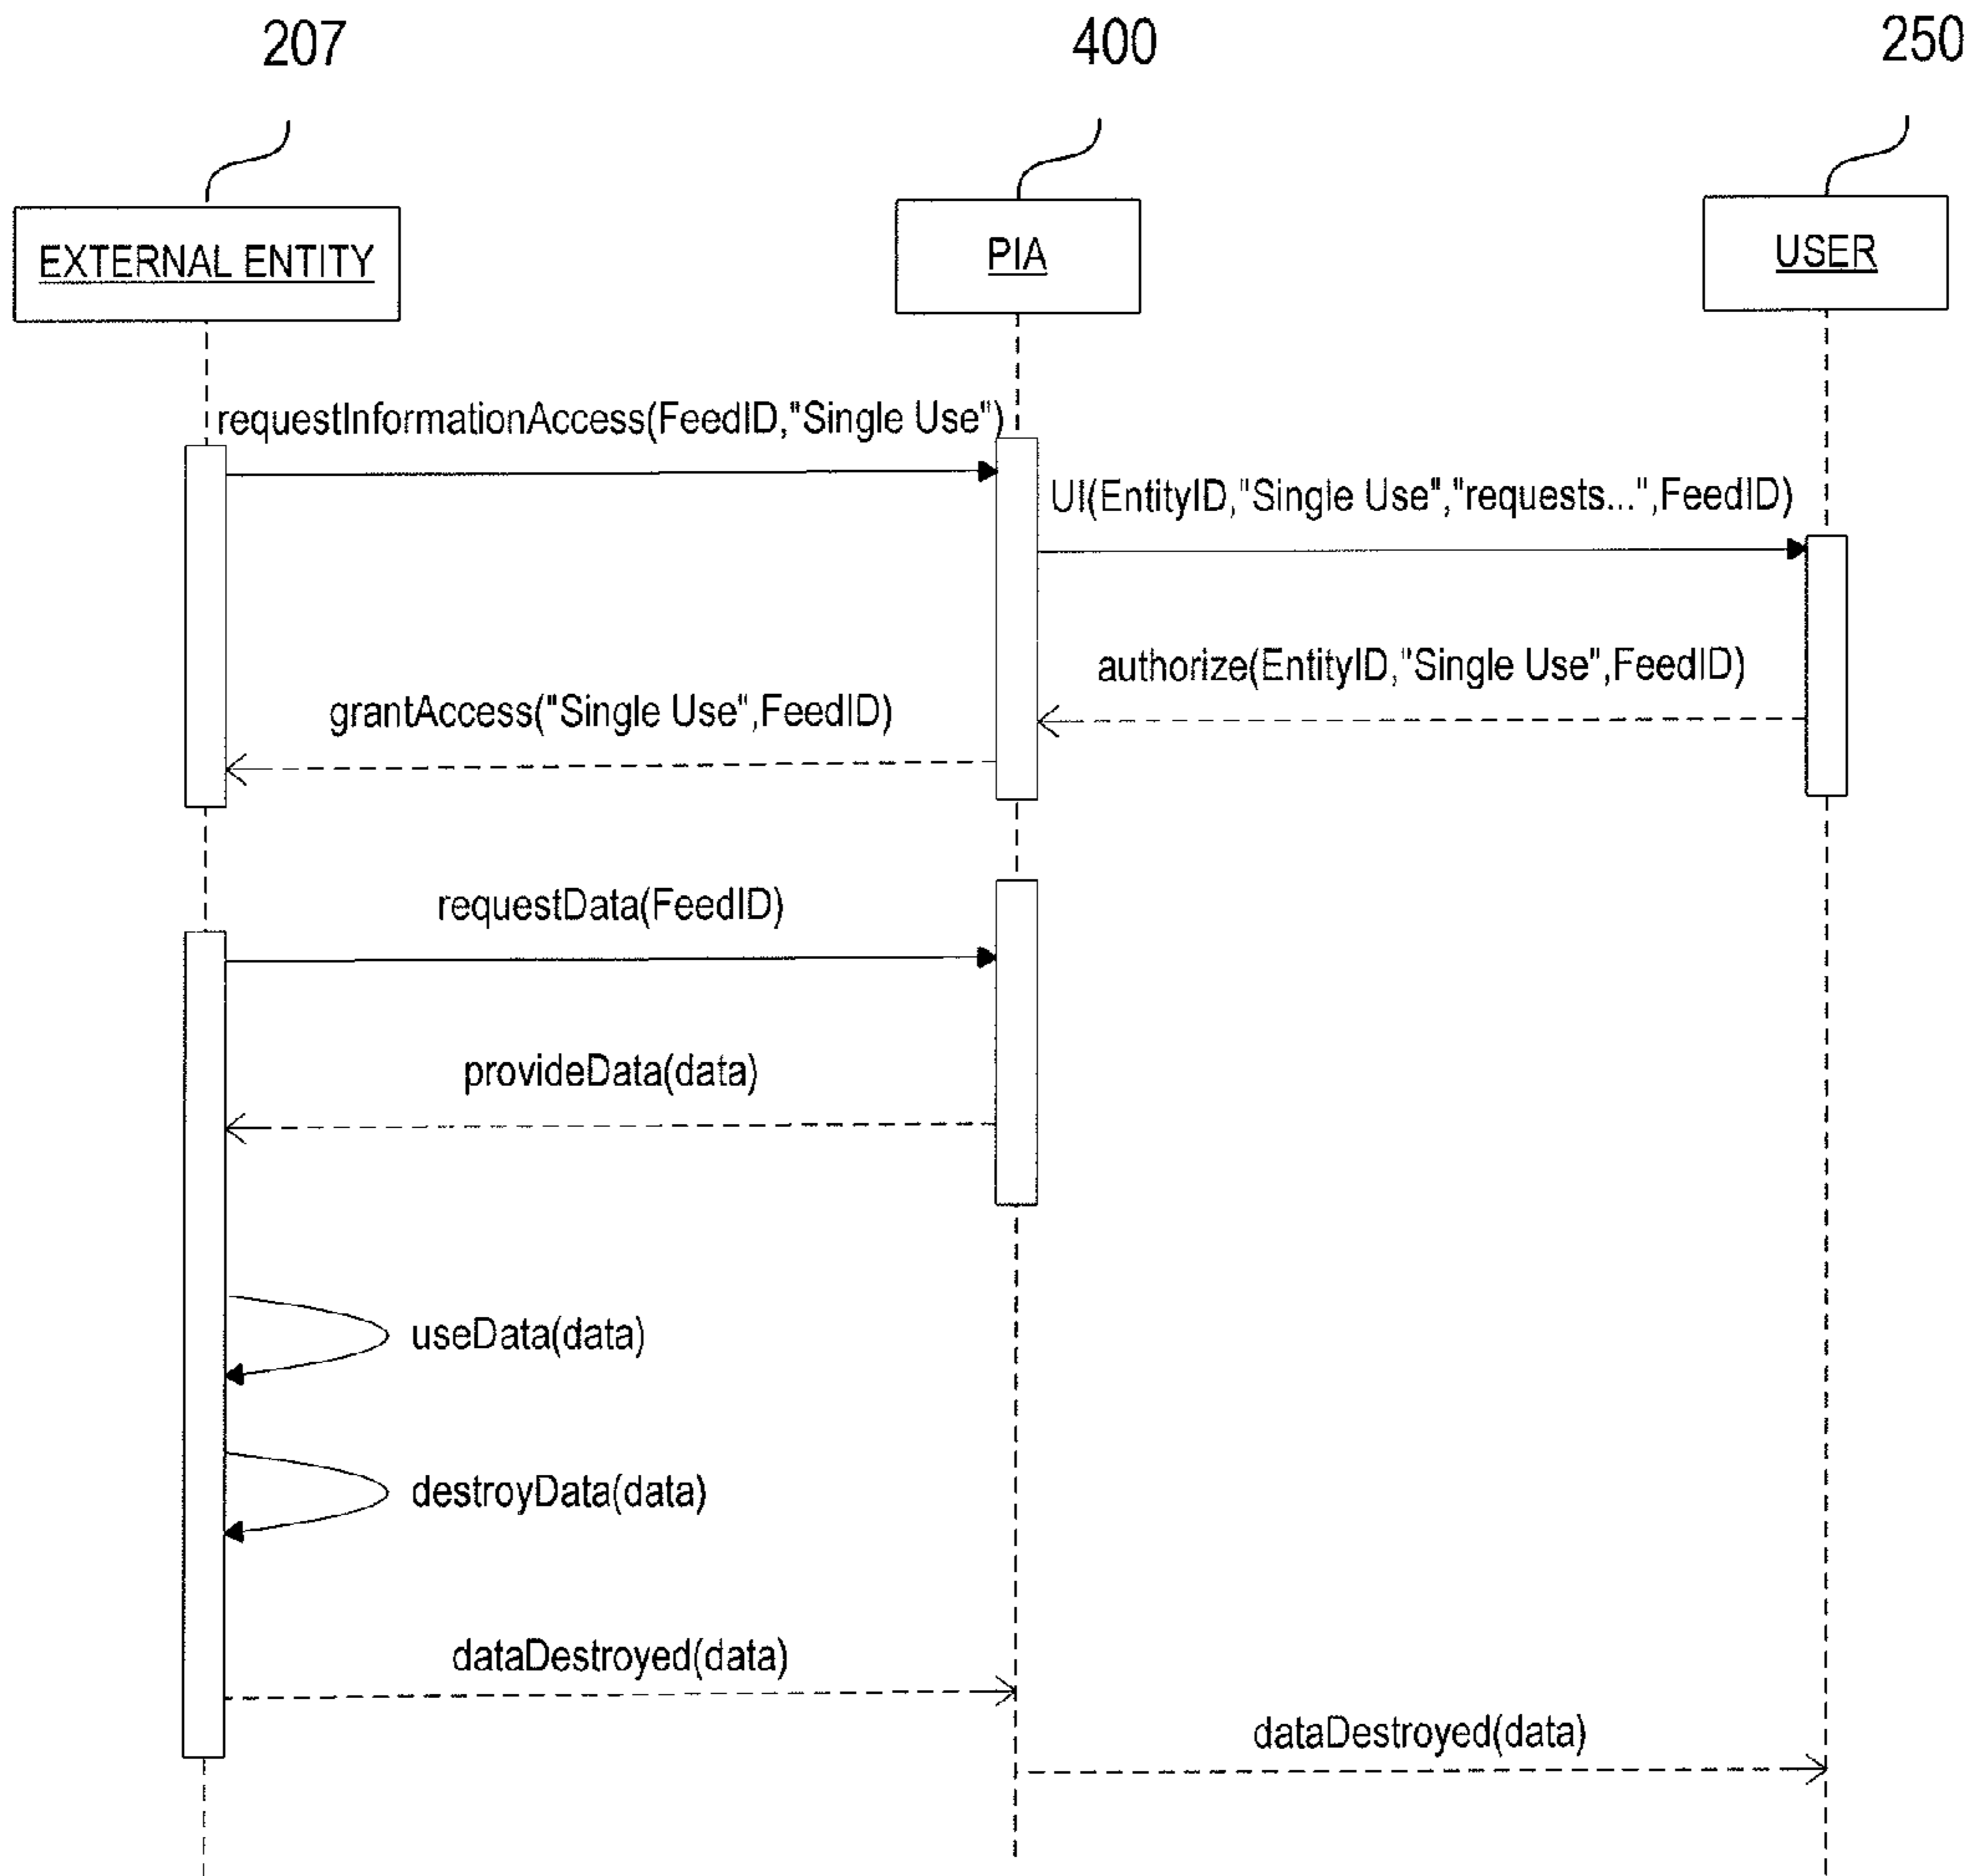 207
400
250
EXTERNAL ENTITY
PIA
USER
requestInformationAccess(FeedID,"Single Use")
UI(EntityID,"Single Use","requests...",FeedID)
authorize(EntityID,"Single Use",FeedID)
grantAccess("Single Use",FeedID)
requestData(FeedID)
provideData(data)
useData(data)
destroyData(data)
dataDestroyed(data)
dataDestroyed(data)